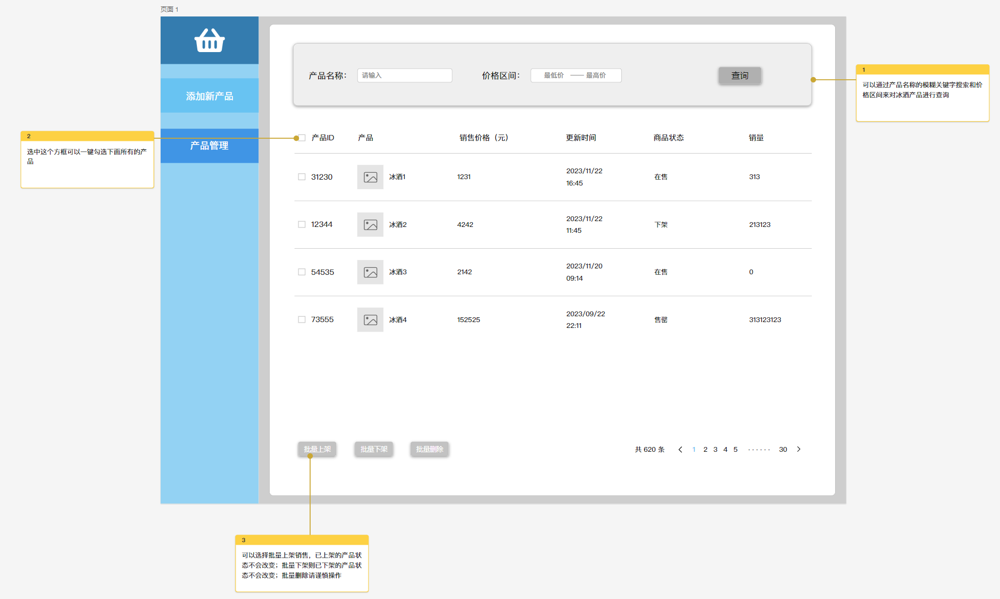 页面 1
添加新产品
产品管理
产品名称：
请输入
价格区间：
最低价 —— 最高价
查询
1
可以通过产品名称的模糊关键字搜索和价
格区间来对冰酒产品进行查询
2
选中这个方框可以一键勾选下面所有的产
品
产品ID 产品 销售价格（元） 更新时间 商品状态 销量
31230 冰酒1 1231 2023/11/22 在售 313
16:45
12344 冰酒2 4242 2023/11/22 下架 213123
11:45
54535 冰酒3 2142 2023/11/20 在售 0
09:14
73555 冰酒4 152525 2023/09/22 售罄 313123123
22:11
批量上架 批量下架 批量删除
共 620 条 1 2 3 4 5 ······ 30
3
可以选择批量上架销售，已上架的产品状
态不会改变；批量下架则已下架的产品状
态不会改变；批量删除请谨慎操作